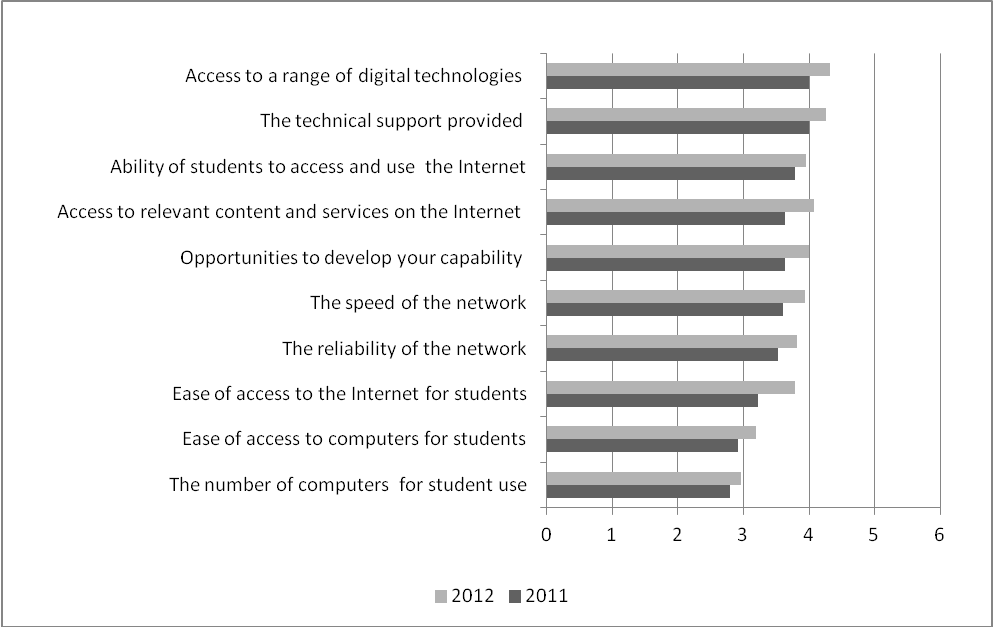 Access to a range of digital technologies
The technical support provided
Ability of students to access and use  the Internet
Access to relevant content and services on the Internet
Opportunities to develop your capability
The speed of the network
The reliability of the network
Ease of access to the Internet for students
Ease of access to computers for students
The number of computers  for student use
0 1 2 3 4 5 6
2012 2011